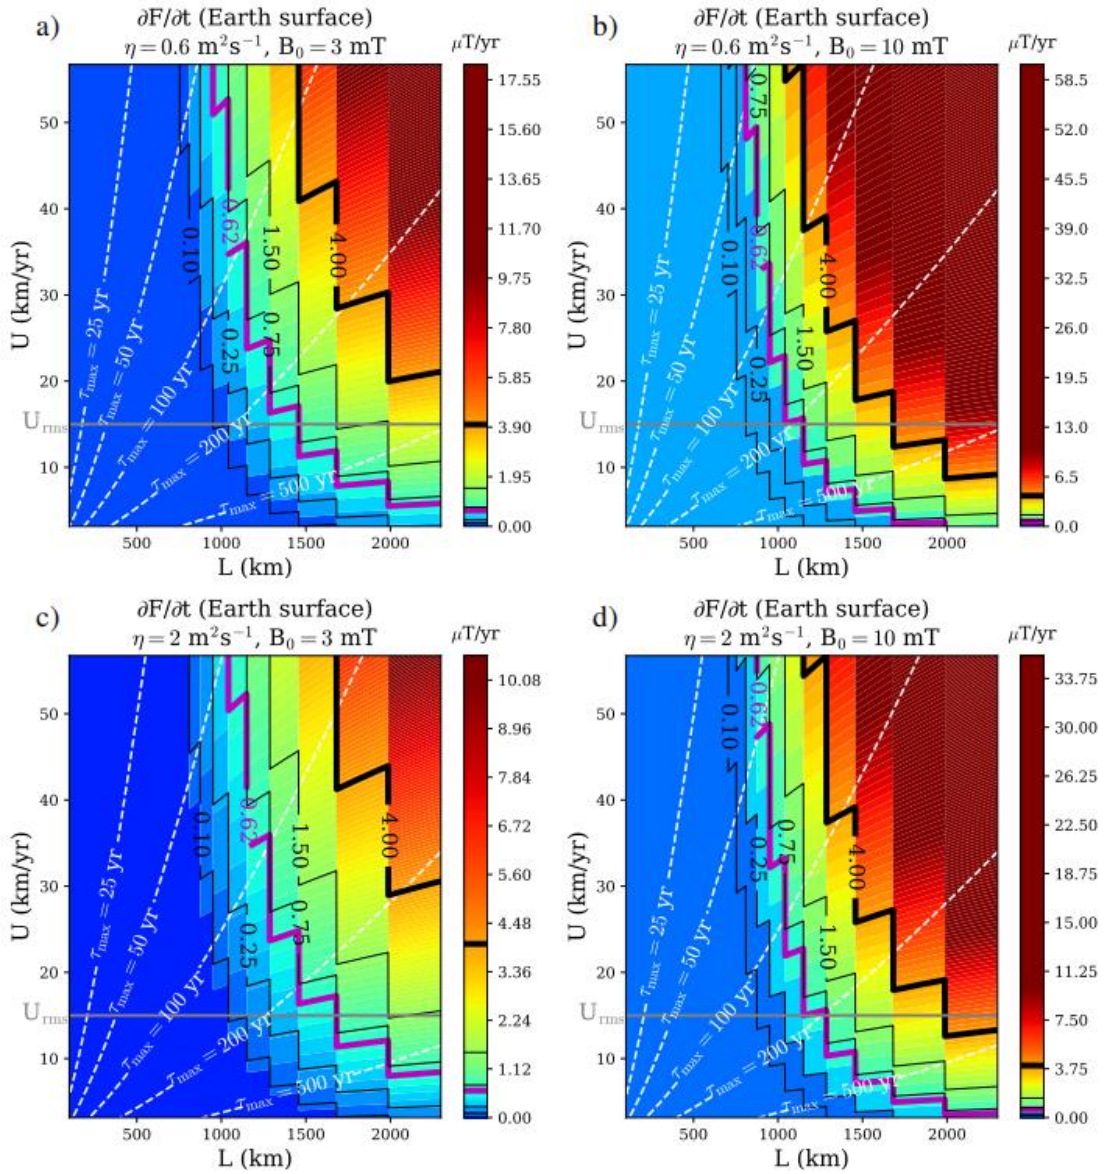 a)
∂F/∂t (Earth surface)
η = 0.6 m²s⁻¹, B₀ = 3 mT
μT/yr
17.55
15.60
13.65
11.70
9.75
7.80
5.85
3.90
1.95
0.00
50
40
30
20
10
U (km/yr)
Urms
τmax = 25 yr
τmax = 50 yr
τmax = 100 yr
τmax = 200 yr
τmax = 500 yr
0.10
0.62
0.25
1.50
0.75
4.00
500
1000
1500
2000
L (km)
b)
∂F/∂t (Earth surface)
η = 0.6 m²s⁻¹, B₀ = 10 mT
μT/yr
58.5
52.0
45.5
39.0
32.5
26.0
19.5
13.0
6.5
0.0
50
40
30
20
10
U (km/yr)
Urms
τmax = 25 yr
τmax = 50 yr
τmax = 100 yr
τmax = 200 yr
τmax = 500 yr
0.75
0.10
0.62
0.25
4.00
1.50
500
1000
1500
2000
L (km)
c)
∂F/∂t (Earth surface)
η = 2 m²s⁻¹, B₀ = 3 mT
μT/yr
10.08
8.96
7.84
6.72
5.60
4.48
3.36
2.24
1.12
0.00
50
40
30
20
10
U (km/yr)
Urms
τmax = 25 yr
τmax = 50 yr
τmax = 100 yr
τmax = 200 yr
τmax = 500 yr
0.10
0.62
0.25
1.50
0.75
4.00
500
1000
1500
2000
L (km)
d)
∂F/∂t (Earth surface)
η = 2 m²s⁻¹, B₀ = 10 mT
μT/yr
33.75
30.00
26.25
22.50
18.75
15.00
11.25
7.50
3.75
0.00
50
40
30
20
10
U (km/yr)
Urms
τmax = 25 yr
τmax = 50 yr
τmax = 100 yr
τmax = 200 yr
τmax = 500 yr
0.62
0.10
0.75
0.25
4.00
1.50
500
1000
1500
2000
L (km)